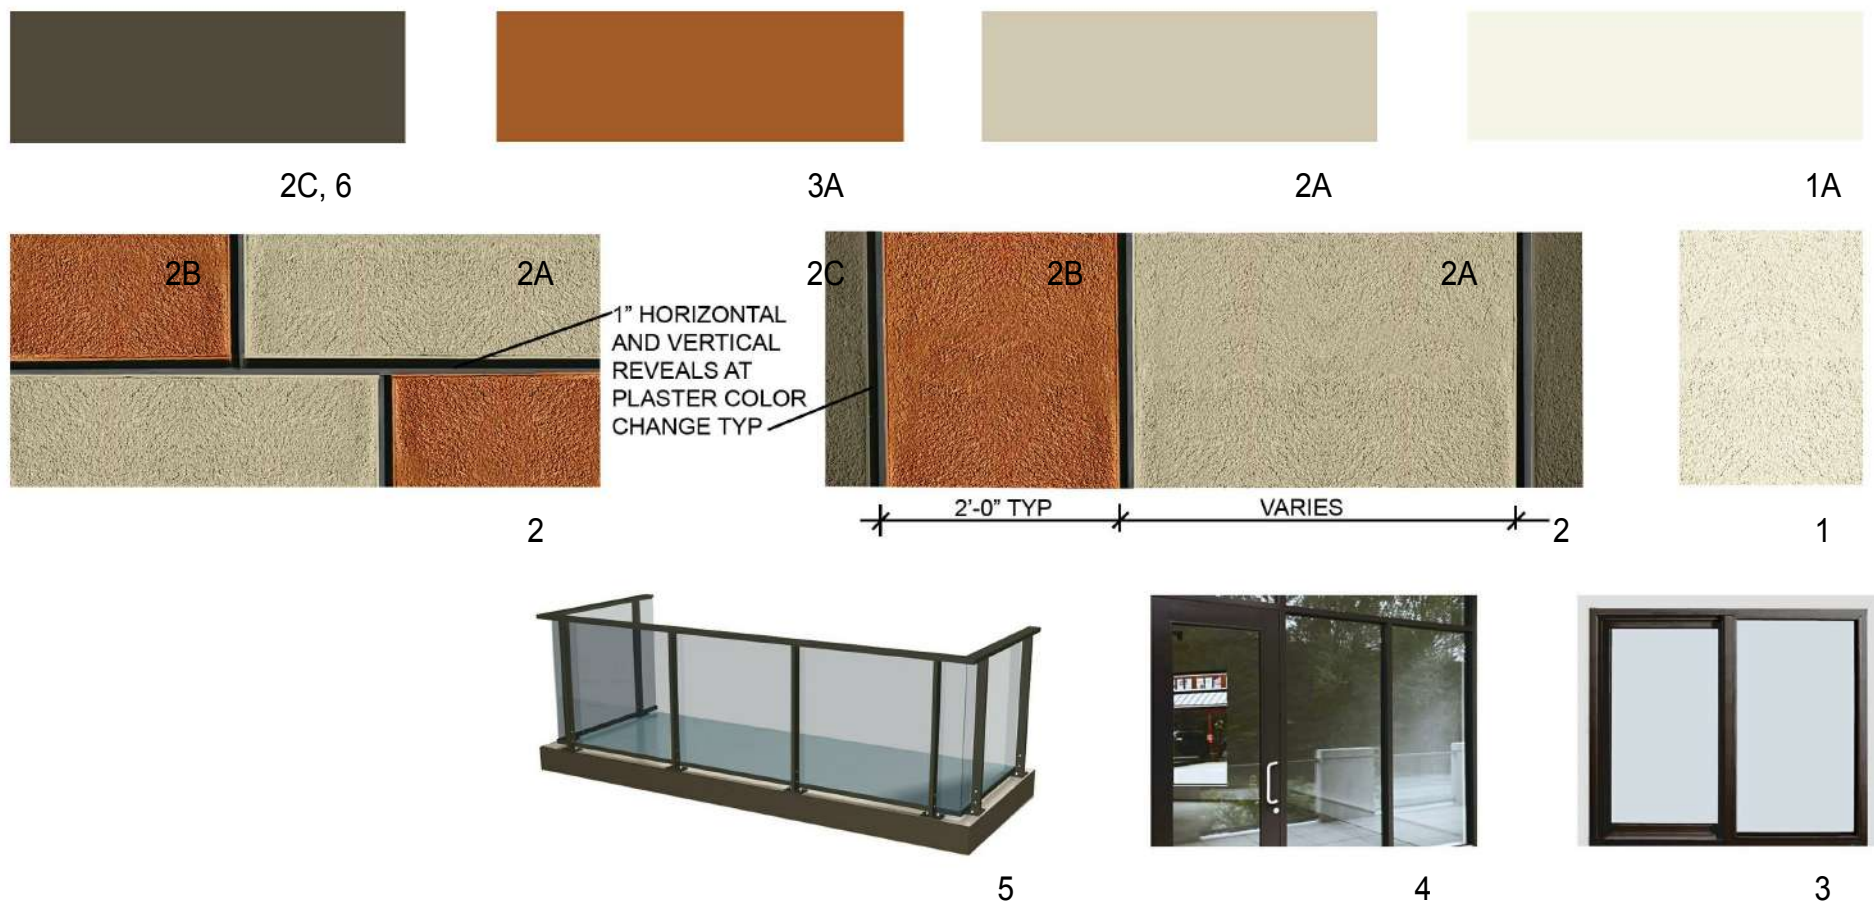 2C, 6
3A
2A
1A
2B
2A
1” HORIZONTAL
AND VERTICAL
REVEALS AT
PLASTER COLOR
CHANGE TYP
2C
2B
2A
2’-0” TYP
VARIES
2
2
1
5
4
3